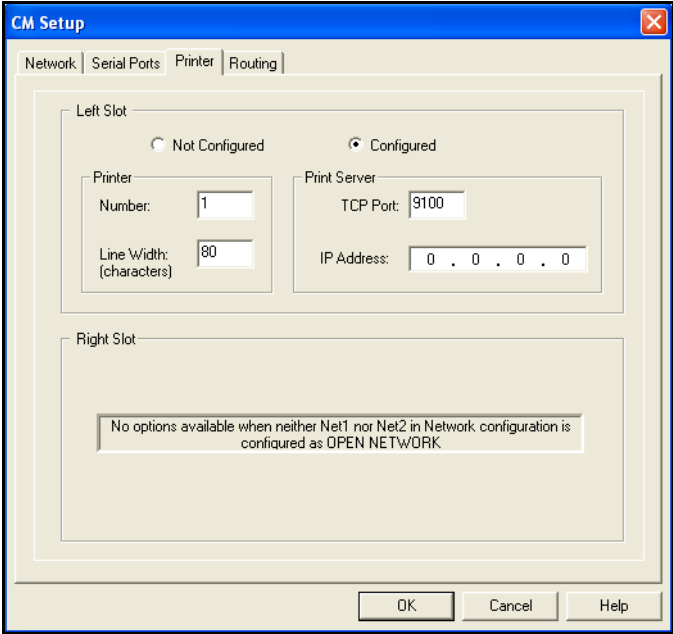 CM Setup
Network Serial Ports Printer Routing
Left Slot
Not Configured Configured
Printer Print Server
Number: 1 TCP Port: 9100
Line Width: 80
(characters)
IP Address: 0 . 0 . 0 . 0
Right Slot
No options available when neither Net1 nor Net2 in Network configuration is
configured as OPEN NETWORK
OK Cancel Help